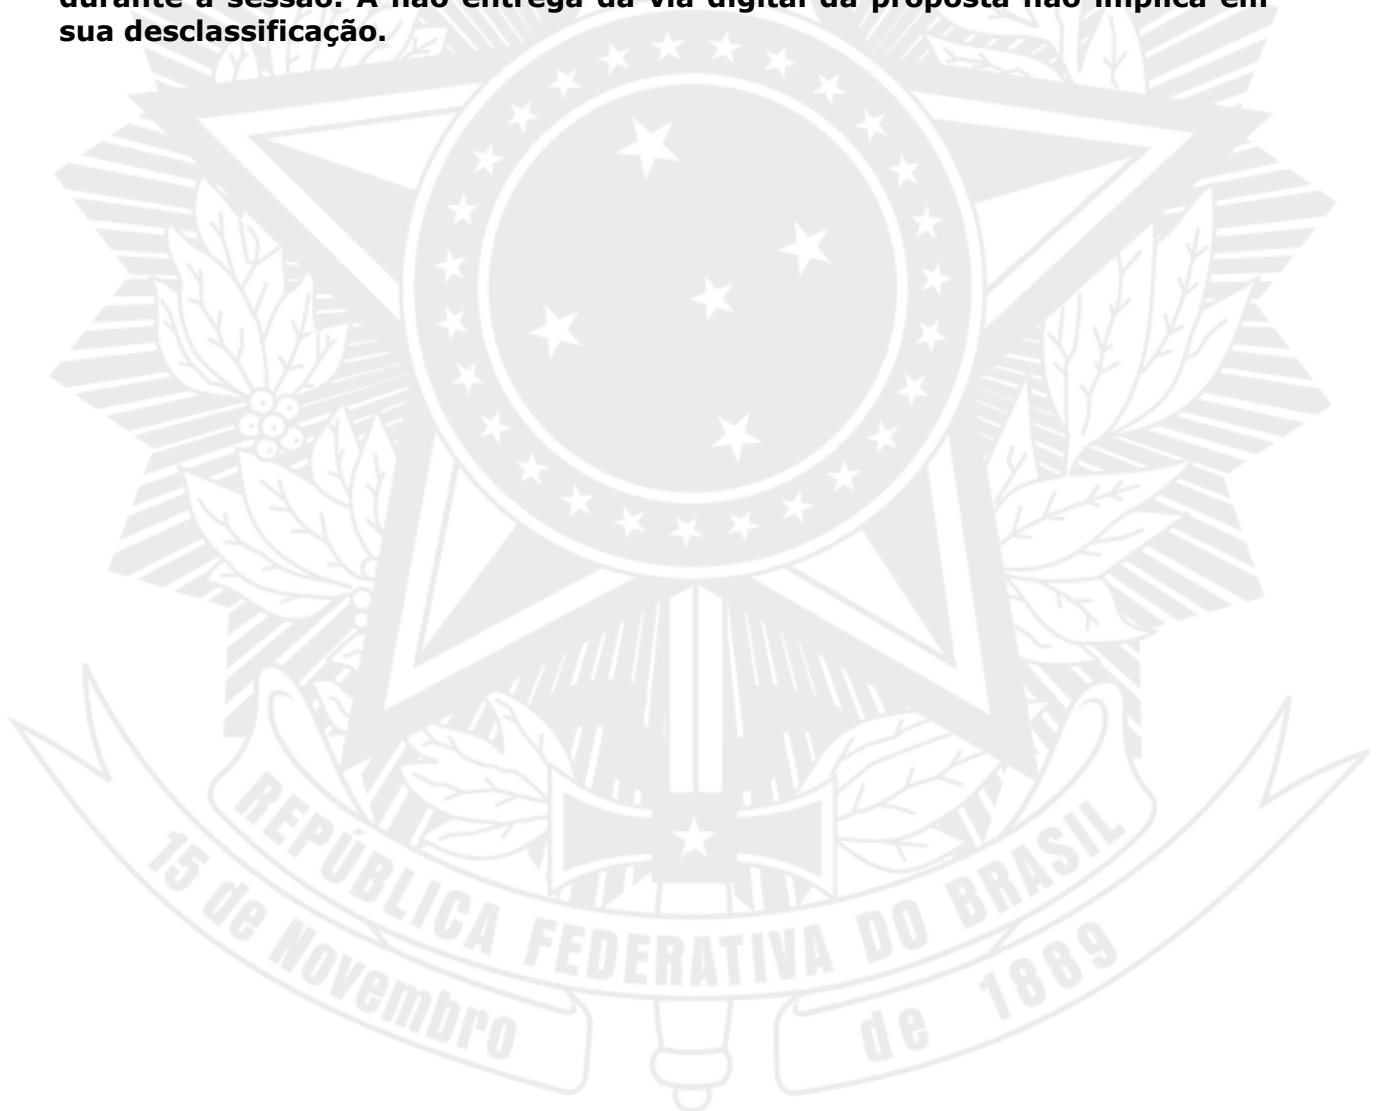 durante a sessão. A não entrega da via digital da proposta não implica em
sua desclassificação.
REPÚBLICA FEDERATIVA DO BRASIL
15 de Novembro de 1889